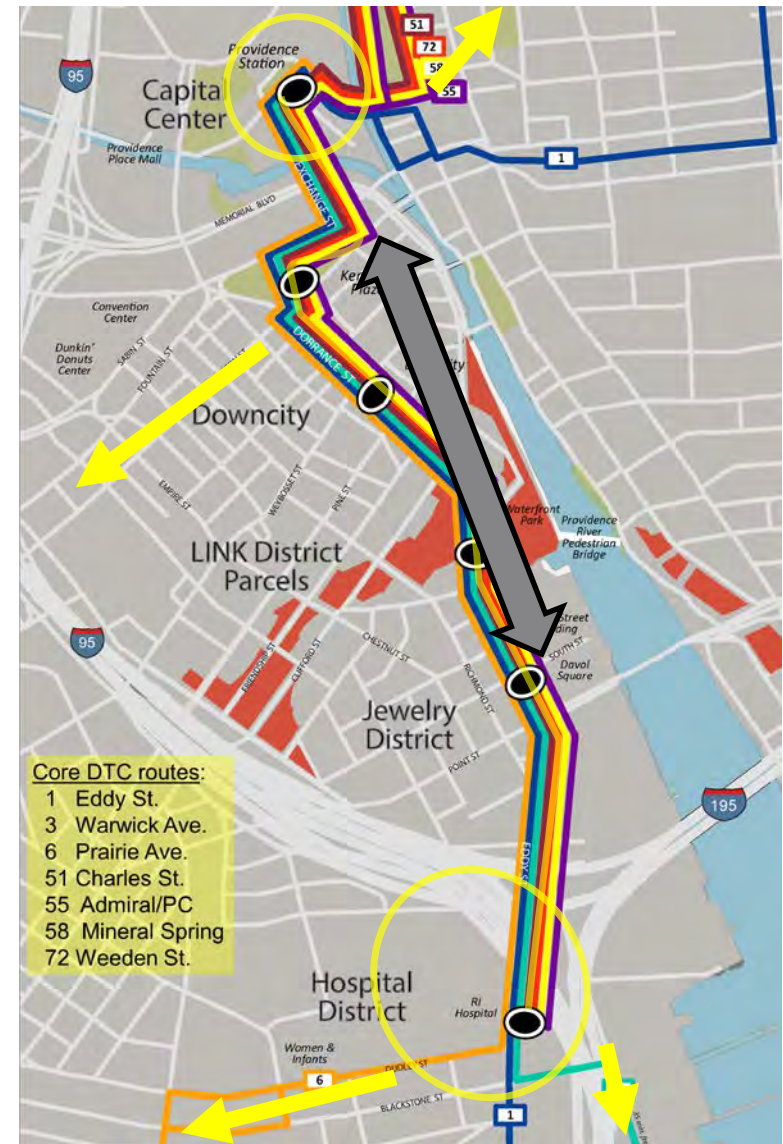 51
72
58
55
Providence
Station
95
Capital
Center
Providence
Place Mall
1
EXCHANGE ST
MEMORIAL BLVD
Convention
Center
Dunkin'
Donuts
Center
SABIN ST
FOUNTAIN ST
DORRANCE ST
Downcity
EMPIRE ST
WEYBOSSET ST
PINE ST
LINK District
Parcels
Waterfront
Park
Providence
River
Pedestrian
Bridge
95
FRIENDSHIP ST
CLIFFORD ST
CHESTNUT ST
RICHMOND ST
Street
SOUTH ST
Davol
Square
Jewelry
District
POINT ST
195
Core DTC routes:
1 Eddy St.
3 Warwick Ave.
6 Prairie Ave.
51 Charles St.
55 Admiral/PC
58 Mineral Spring
72 Weeden St.
EDDY ST
Hospital
District
RI
Hospital
Women &
Infants
6
DUDLEY ST
BLACKSTONE ST
1